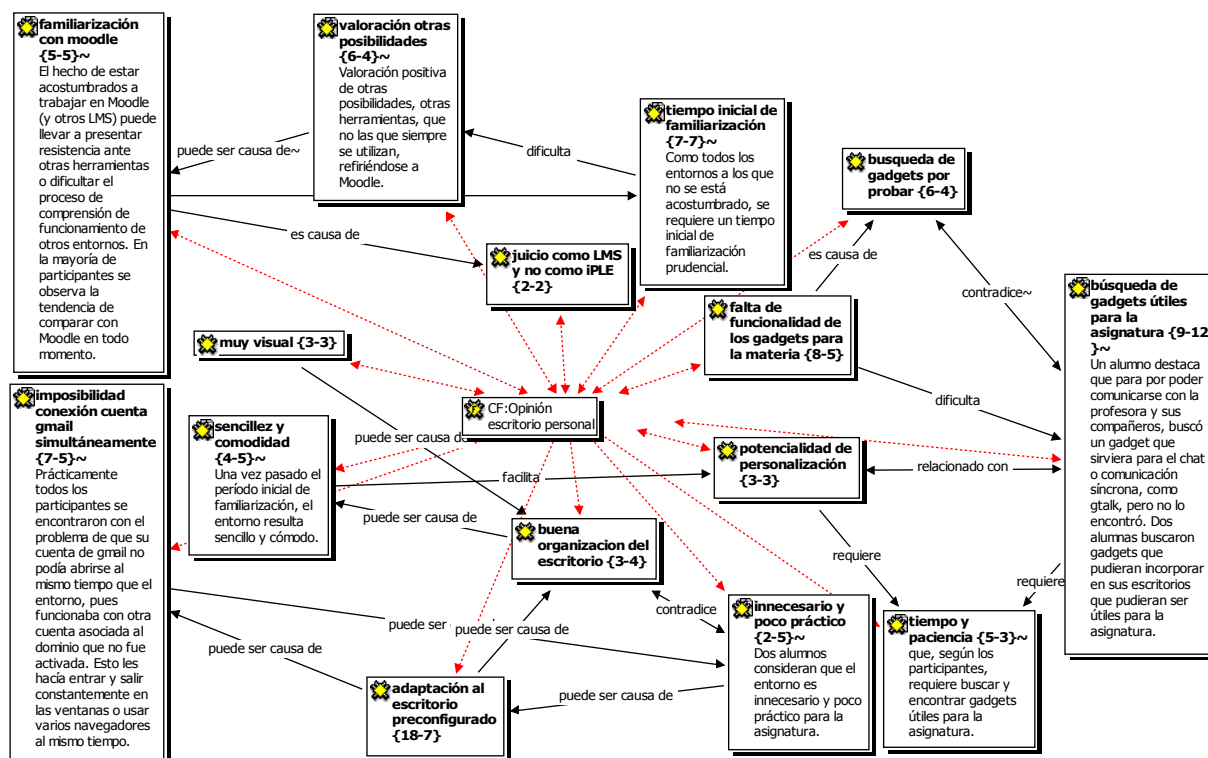 familiarización
con moodle
{5-5}~
El hecho de estar
acostumbrados a
trabajar en Moodle
(y otros LMS) puede
llevar a presentar
resistencia ante
otras herramientas
o dificultar el
proceso de
comprensión de
funcionamiento de
otros entornos. En
la mayoría de
participantes se
observa la
tendencia de
comparar con
Moodle en todo
momento.
valoración otras
posibilidades
{6-4}~
Valoración positiva
de otras
posibilidades, otras
herramientas, que
no las que siempre
se utilizan,
refiriéndose a
Moodle.
tiempo inicial de
familiarización
{7-7}~
Como todos los
entornos a los que
no se está
acostumbrado, se
requiere un tiempo
inicial de
familiarización
prudencial.
busqueda de
gadgets por
probar {6-4}
puede ser causa de~
dificulta
es causa de
juicio como LMS
y no como iPLE
{2-2}
es causa de
contradice~
falta de
funcionalidad de
los gadgets para
la materia {8-5}
búsqueda de
gadgets útiles
para la
asignatura {9-12
}~
Un alumno destaca
que para por poder
comunicarse con la
profesora y sus
compañeros, buscó
un gadget que
sirviera para el chat
o comunicación
síncrona, como
gtalk, pero no lo
encontró. Dos
alumnas buscaron
gadgets que
pudieran incorporar
en sus escritorios
que pudieran ser
útiles para la
asignatura.
muy visual {3-3}
CF:Opinión
escritorio personal
dificulta
imposibilidad
conexión cuenta
gmail
simultáneamente
{7-5}~
Prácticamente
todos los
participantes se
encontraron con el
problema de que su
cuenta de gmail no
podía abrirse al
mismo tiempo que el
entorno, pues
funcionaba con otra
cuenta asociada al
dominio que no fue
activada. Esto les
hacía entrar y salir
constantemente en
las ventanas o usar
varios navegadores
al mismo tiempo.
sencillez y
comodidad
{4-5}~
Una vez pasado el
período inicial de
familiarización, el
entorno resulta
sencillo y cómodo.
puede ser causa de
facilita
potencialidad de
personalización
{3-3}
relacionado con
puede ser causa de
buena
organizacion del
escritorio {3-4}
requiere
requiere
contradice
puede ser
puede ser causa de
puede ser causa de
innecesario y
poco práctico
{2-5}~
Dos alumnos
consideran que el
entorno es
innecesario y poco
práctico para la
asignatura.
tiempo y
paciencia {5-3}~
que, según los
participantes,
requiere buscar y
encontrar gadgets
útiles para la
asignatura.
adaptación al
escritorio
preconfigurado
{18-7}
puede ser causa de